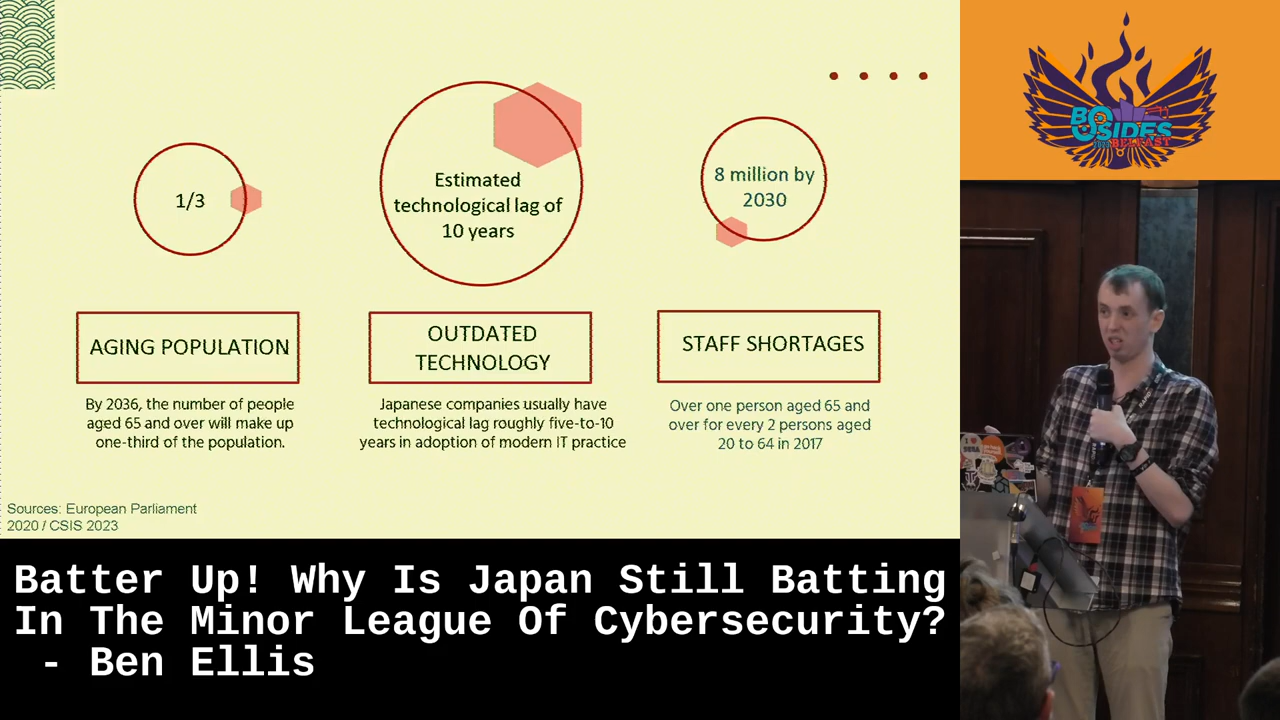 1/3
Estimated
technological lag of
10 years
8 million by
2030
AGING POPULATION
OUTDATED
TECHNOLOGY
STAFF SHORTAGES
By 2036, the number of people
aged 65 and over will make up
one-third of the population.
Japanese companies usually have
technological lag roughly five-to-10
years in adoption of modern IT practice
Over one person aged 65 and
over for every 2 persons aged
20 to 64 in 2017
Sources: European Parliament
2020 / CSIS 2023
Batter Up! Why Is Japan Still Batting
In The Minor League Of Cybersecurity?
- Ben Ellis
BSIDES
BELFAST